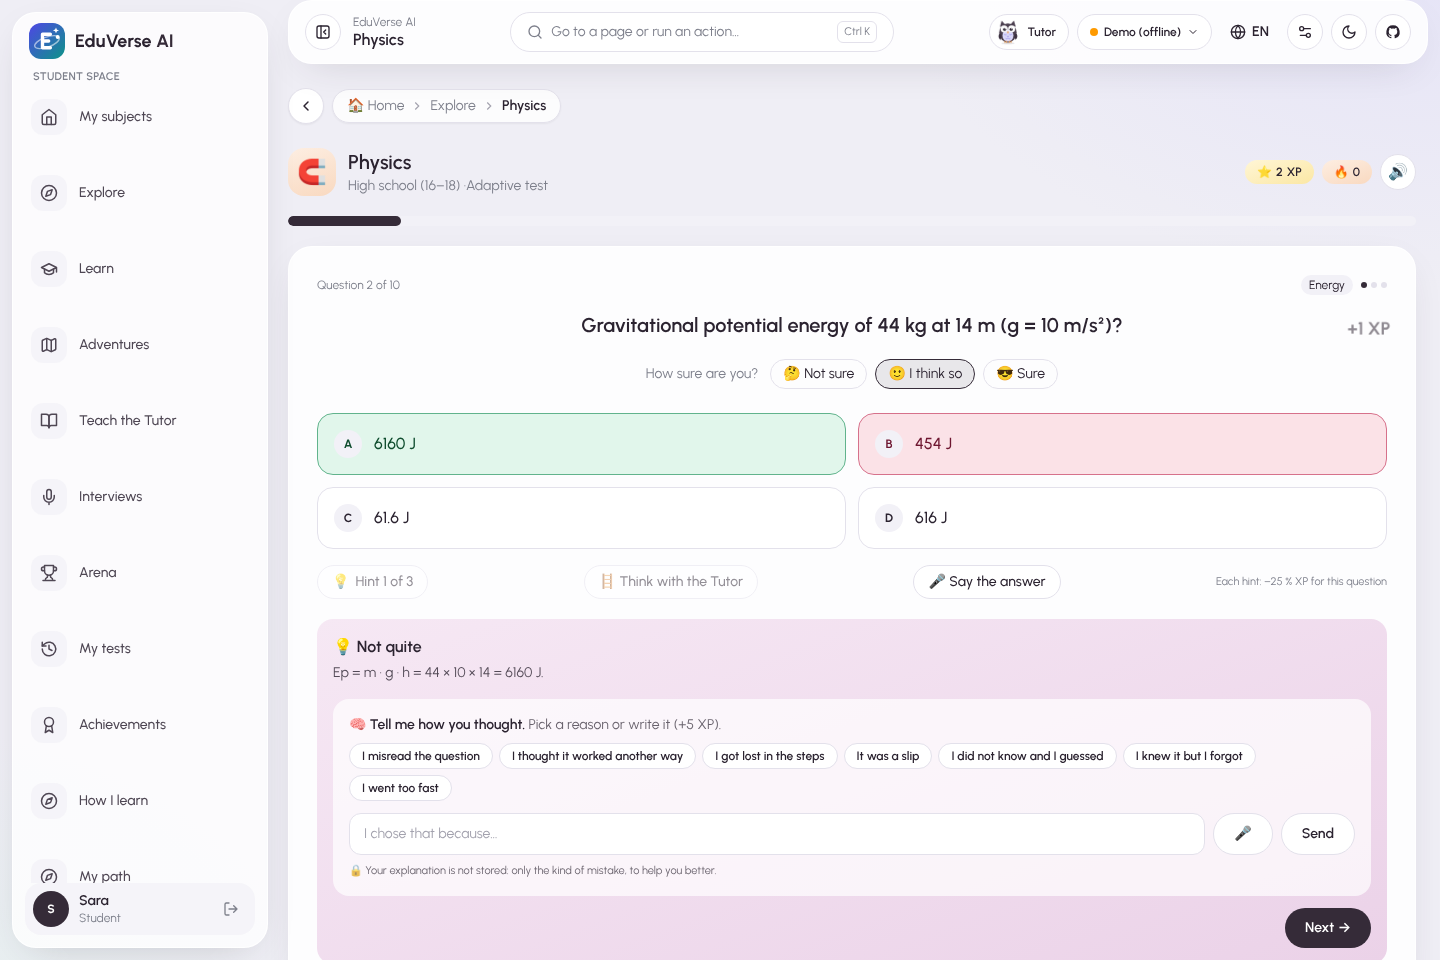 EduVerse AI
STUDENT SPACE
My subjects
Explore
Learn
Adventures
Teach the Tutor
Interviews
Arena
My tests
Achievements
How I learn
My path
S
Sara
Student
EduVerse AI
Physics
Go to a page or run an action...
Ctrl K
Tutor
Demo (offline)
EN
Home
Explore
Physics
Physics
High school (16–18) · Adaptive test
2 XP
0
Question 2 of 10
Energy
Gravitational potential energy of 44 kg at 14 m (g = 10 m/s²)?
+1 XP
How sure are you?
Not sure
I think so
Sure
A
6160 J
B
454 J
C
61.6 J
D
616 J
Hint 1 of 3
Think with the Tutor
Say the answer
Each hint: −25 % XP for this question
Not quite
Ep = m · g · h = 44 × 10 × 14 = 6160 J.
Tell me how you thought. Pick a reason or write it (+5 XP).
I misread the question
I thought it worked another way
I got lost in the steps
It was a slip
I did not know and I guessed
I knew it but I forgot
I went too fast
I chose that because...
Send
Your explanation is not stored: only the kind of mistake, to help you better.
Next →